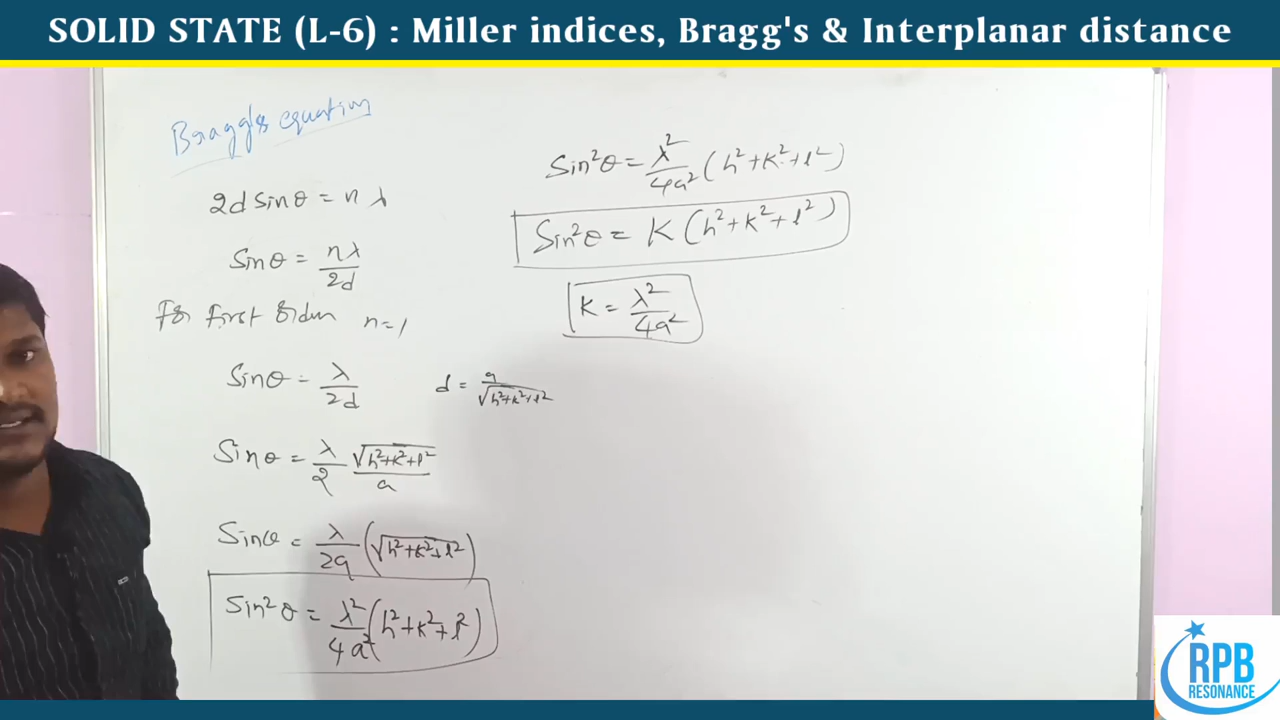 SOLID STATE (L-6) : Miller indices, Bragg's & Interplanar distance
Bragg's equation
2d Sinθ = n λ
Sinθ = nλ/2d
For First Order n=1
Sinθ = λ/2d d = a/√h²+k²+l²
Sinθ = λ/2 √h²+k²+l²/a
Sinθ = λ/2a (√h²+k²+l²)
Sin²θ = λ²/4a² (h²+k²+l²)
Sin²θ = λ²/4a² (h²+k²+l²)
Sin²θ = K (h²+k²+l²)
K = λ²/4a²
RPB
RESONANCE